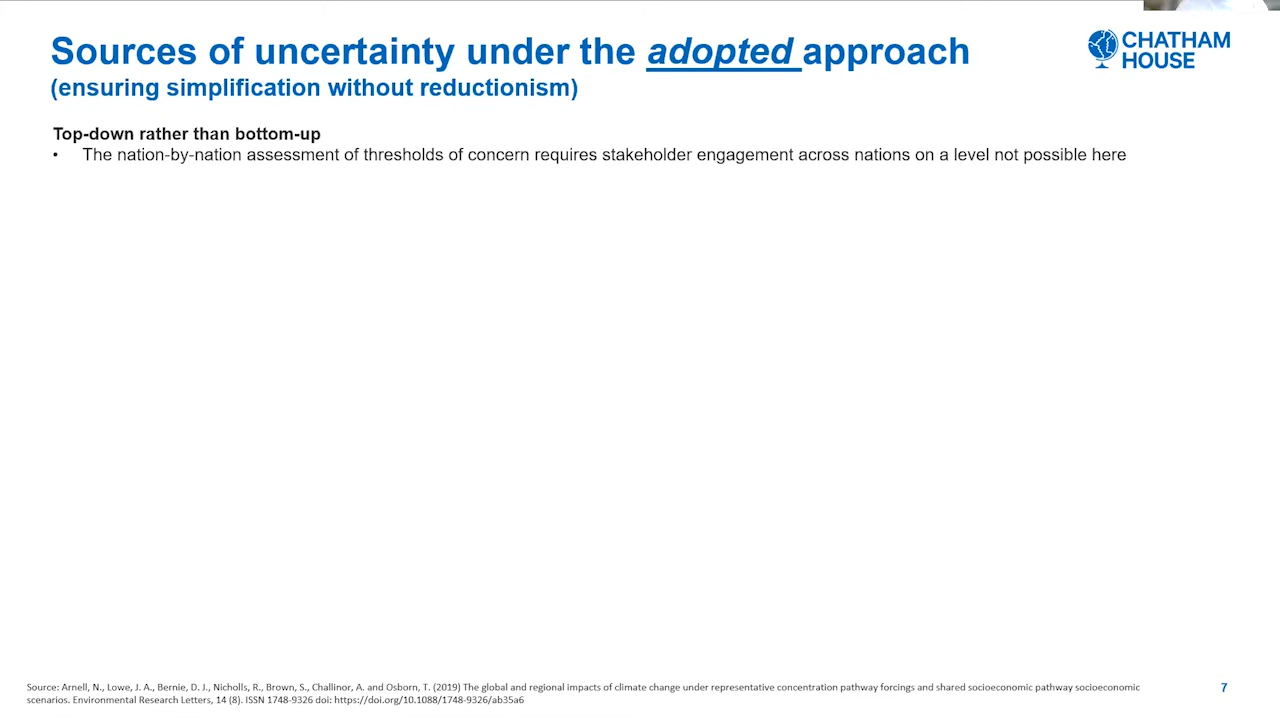 Sources of uncertainty under the adopted approach
(ensuring simplification without reductionism)
CHATHAM
HOUSE
Top-down rather than bottom-up
• The nation-by-nation assessment of thresholds of concern requires stakeholder engagement across nations on a level not possible here
Source: Arnell, N., Lowe, J. A., Bernie, D. J., Nicholls, R., Brown, S., Challinor, A. and Osborn, T. (2019) The global and regional impacts of climate change under representative concentration pathway forcings and shared socioeconomic pathway socioeconomic
scenarios. Environmental Research Letters, 14 (8). ISSN 1748-9326 doi: https://doi.org/10.1088/1748-9326/ab35a6
7